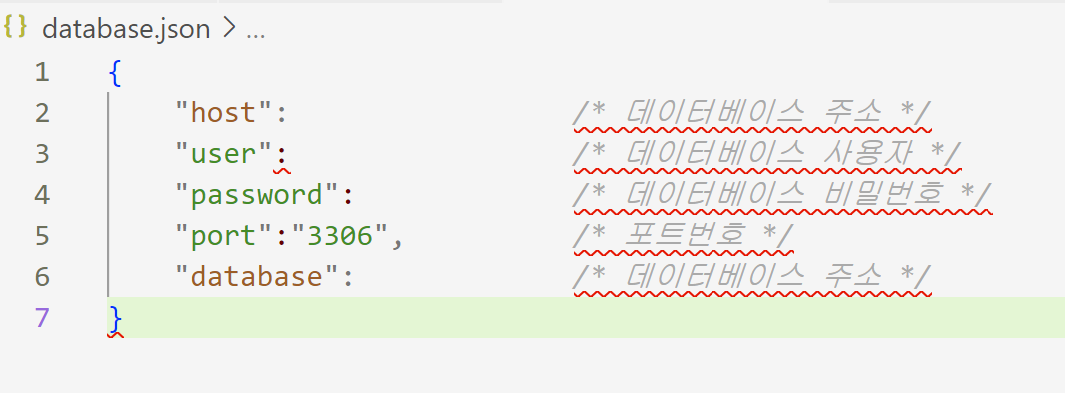 {} database.json > ...
1 {
2 "host": /* 데이터베이스 주소 */
3 "user": /* 데이터베이스 사용자 */
4 "password": /* 데이터베이스 비밀번호 */
5 "port":"3306", /* 포트번호 */
6 "database": /* 데이터베이스 주소 */
7 }